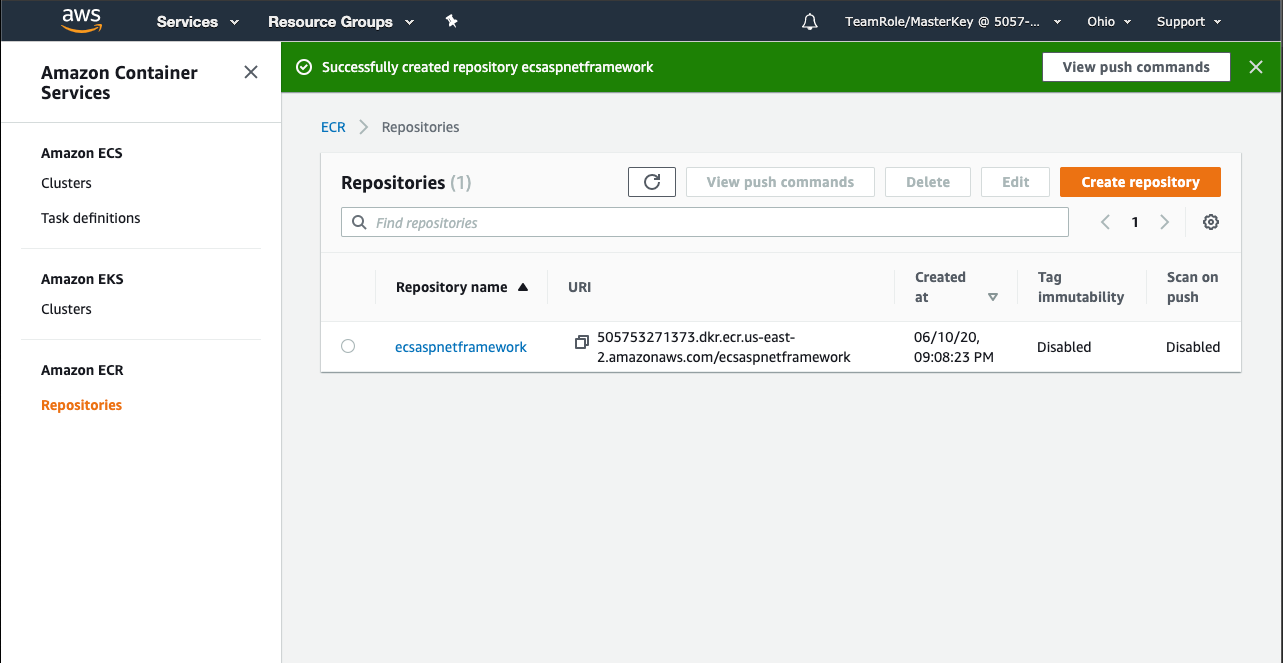 aws
Services
Resource Groups
TeamRole/MasterKey @ 5057-...
Ohio
Support
Amazon Container
Services
Amazon ECS
Clusters
Task definitions
Amazon EKS
Clusters
Amazon ECR
Repositories
Successfully created repository ecsaspnetframework
View push commands
ECR
Repositories
Repositories (1)
View push commands
Delete
Edit
Create repository
Find repositories
1
Repository name
URI
Created
at
Tag
immutability
Scan on
push
ecsaspnetframework
505753271373.dkr.ecr.us-east-
2.amazonaws.com/ecsaspnetframework
06/10/20,
09:08:23 PM
Disabled
Disabled